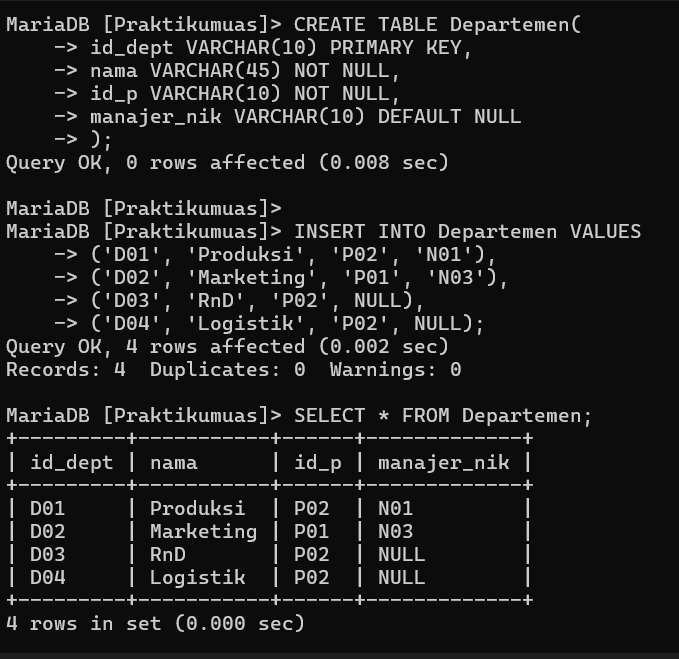 MariaDB [Praktikumuas]> CREATE TABLE Departemen(
    -> id_dept VARCHAR(10) PRIMARY KEY,
    -> nama VARCHAR(45) NOT NULL,
    -> id_p VARCHAR(10) NOT NULL,
    -> manajer_nik VARCHAR(10) DEFAULT NULL
    -> );
Query OK, 0 rows affected (0.008 sec)

MariaDB [Praktikumuas]>
MariaDB [Praktikumuas]> INSERT INTO Departemen VALUES
    -> ('D01', 'Produksi', 'P02', 'N01'),
    -> ('D02', 'Marketing', 'P01', 'N03'),
    -> ('D03', 'RnD', 'P02', NULL),
    -> ('D04', 'Logistik', 'P02', NULL);
Query OK, 4 rows affected (0.002 sec)
Records: 4  Duplicates: 0  Warnings: 0

MariaDB [Praktikumuas]> SELECT * FROM Departemen;
+---------+-----------+------+-------------+
| id_dept | nama      | id_p | manajer_nik |
+---------+-----------+------+-------------+
| D01     | Produksi  | P02  | N01         |
| D02     | Marketing | P01  | N03         |
| D03     | RnD       | P02  | NULL        |
| D04     | Logistik  | P02  | NULL        |
+---------+-----------+------+-------------+
4 rows in set (0.000 sec)